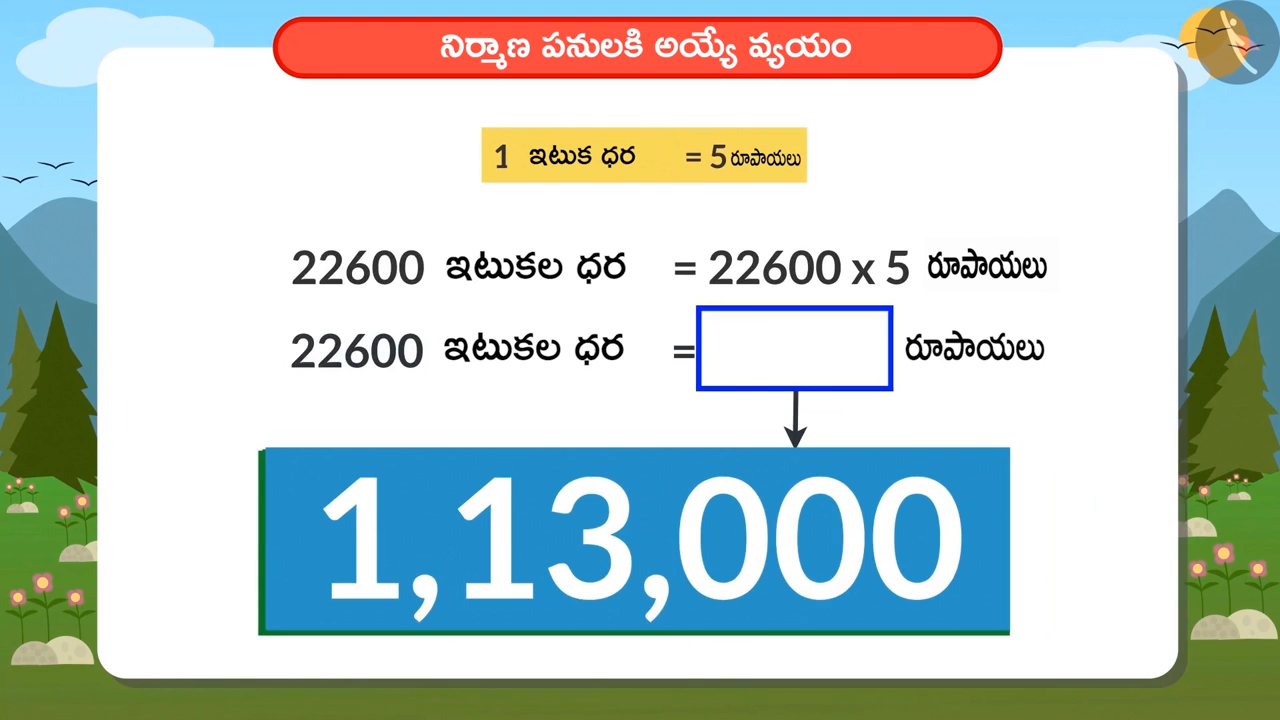 నిర్మాణ పనులకి అయ్యే వ్యయం
1 ఇటుక ధర = 5 రూపాయలు
22600 ఇటుకల ధర = 22600 x 5 రూపాయలు
22600 ఇటుకల ధర = రూపాయలు
1,13,000